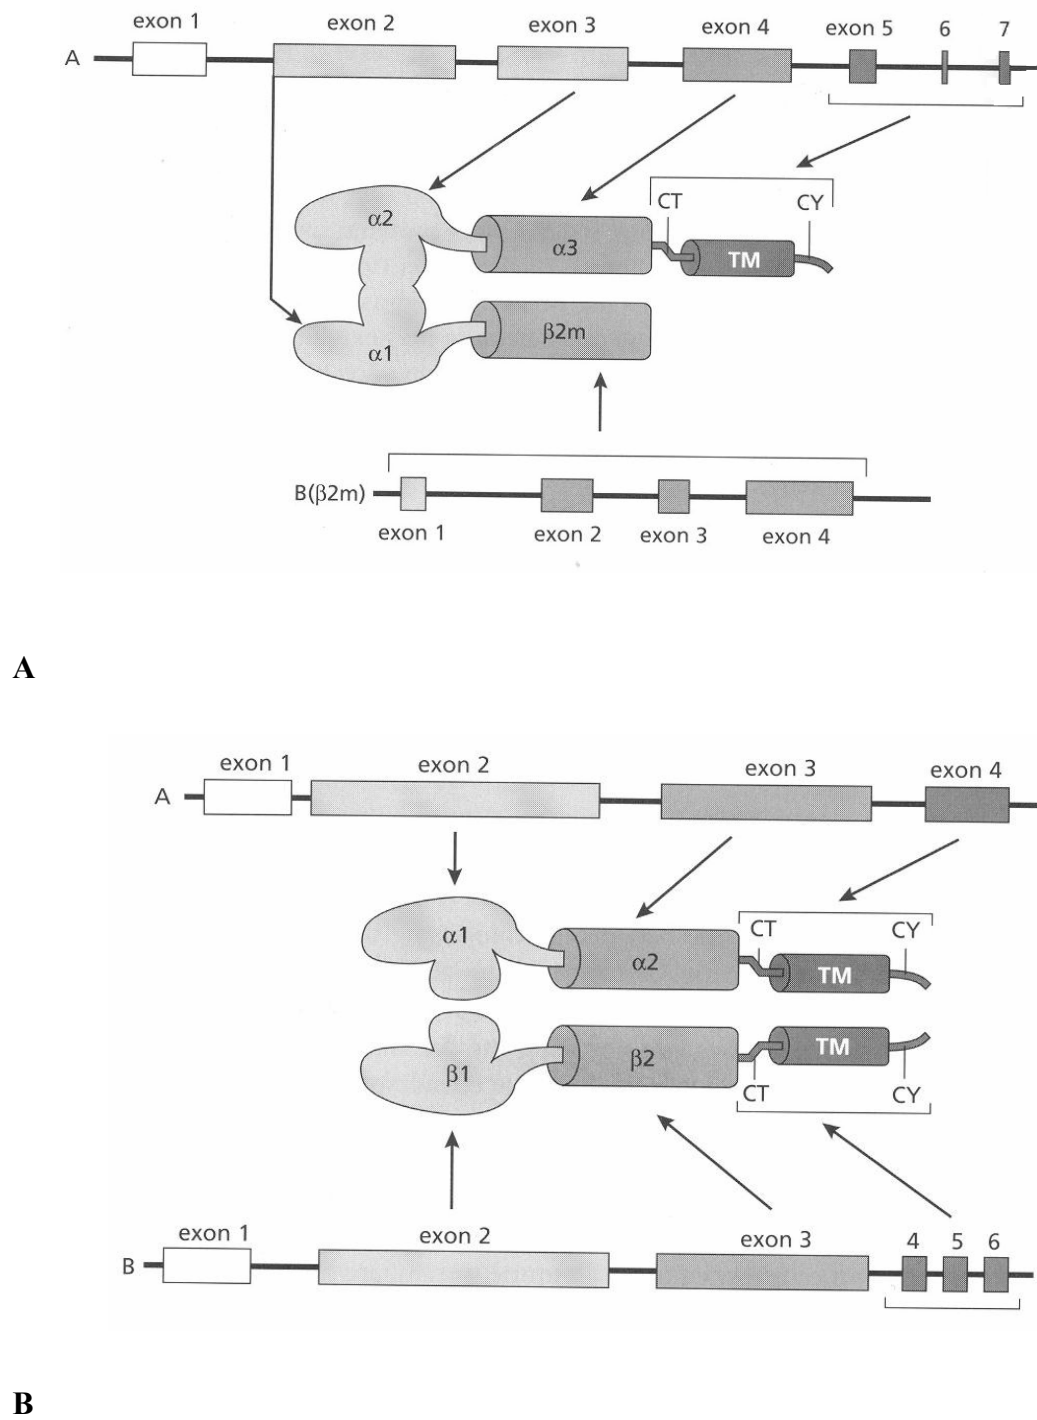 exon 1 exon 2 exon 3 exon 4 exon 5 6 7
A
CT CY
α2
α3
TM
β2m
α1
B(β2m)
exon 1 exon 2 exon 3 exon 4
A
exon 1 exon 2 exon 3 exon 4
A
CT CY
α1
α2
TM
β1
β2
TM
CT CY
exon 1 exon 2 exon 3 4 5 6
B
B